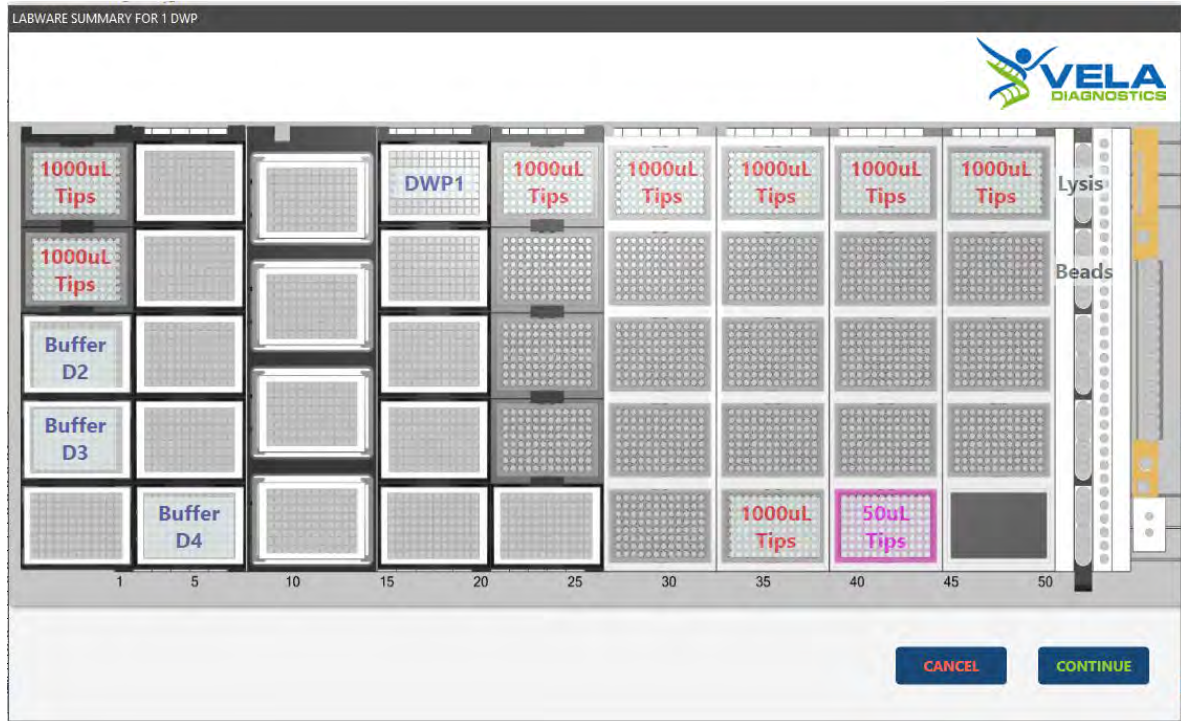 LABWARE SUMMARY FOR 1 DWP
VELA
DIAGNOSTICS
1000uL
Tips
DWP1
1000uL
Tips
1000uL
Tips
1000uL
Tips
1000uL
Tips
1000uL
Tips
Lysis
1000uL
Tips
Beads
Buffer
D2
Buffer
D3
Buffer
D4
1000uL
Tips
50uL
Tips
1 5 10 15 20 25 30 35 40 45 50
CANCEL
CONTINUE